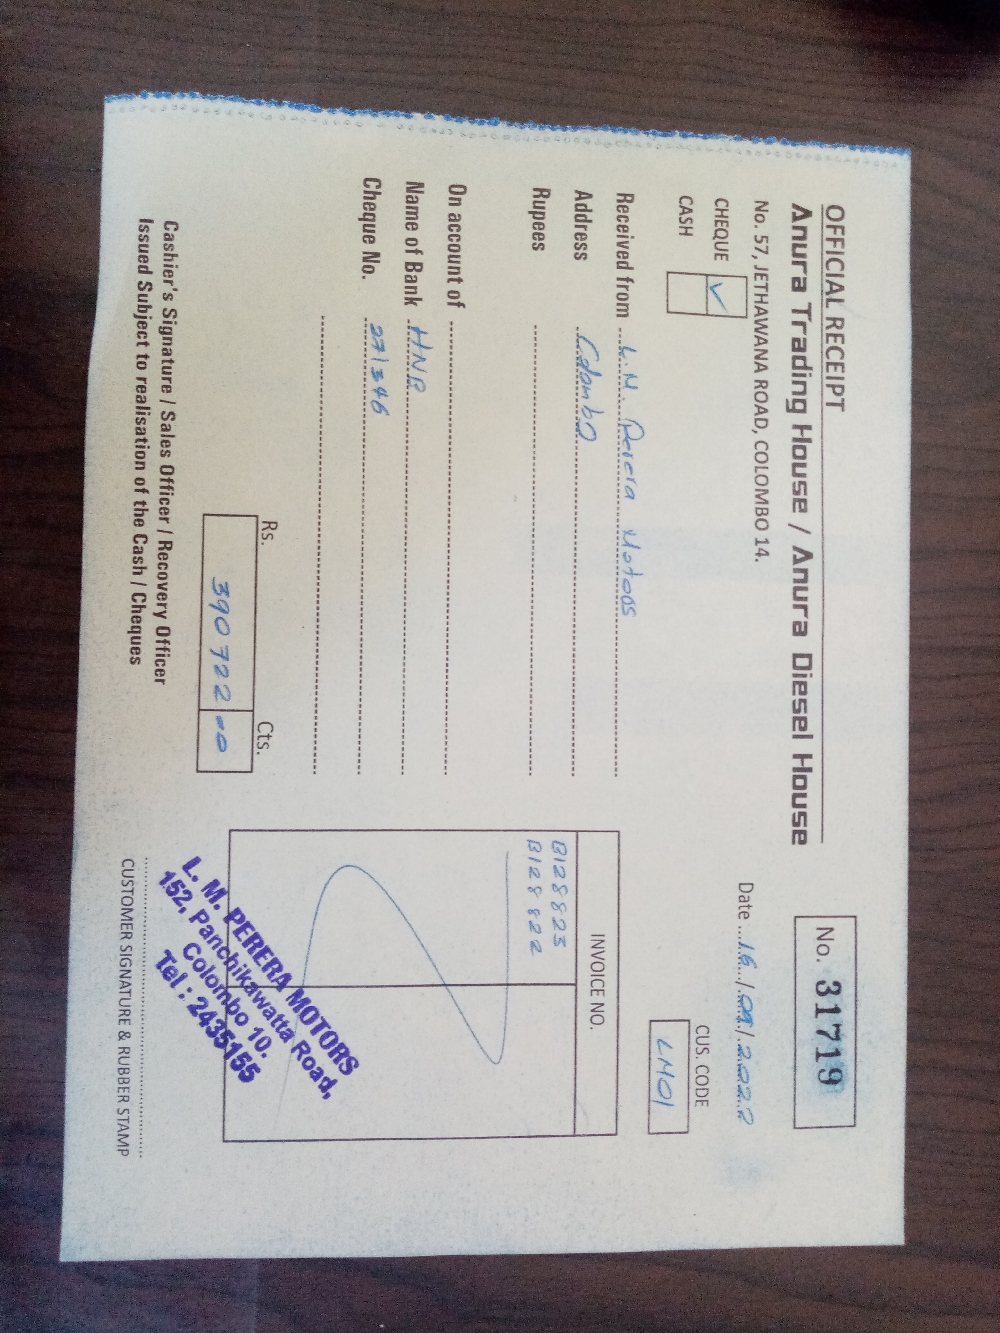 OFFICIAL RECEIPT
Anura Trading House / Anura Diesel House
No. 57, JETHAWANA ROAD, COLOMBO 14.
No. 31719
Date 16/09/2022
CHEQUE ✓
CASH
CUS. CODE
LM01
Received from L.M. Perera Motors
Address Colombo
Rupees
On account of
Name of Bank HNB
Cheque No. 271346
INVOICE NO.
B128823
B128822
Rs. Cts.
390722 00
L. M. PERERA MOTORS
152, Panchikawatta Road,
Colombo 10.
Tel : 2435155
Cashier's Signature / Sales Officer / Recovery Officer
Issued Subject to realisation of the Cash / Cheques
CUSTOMER SIGNATURE & RUBBER STAMP